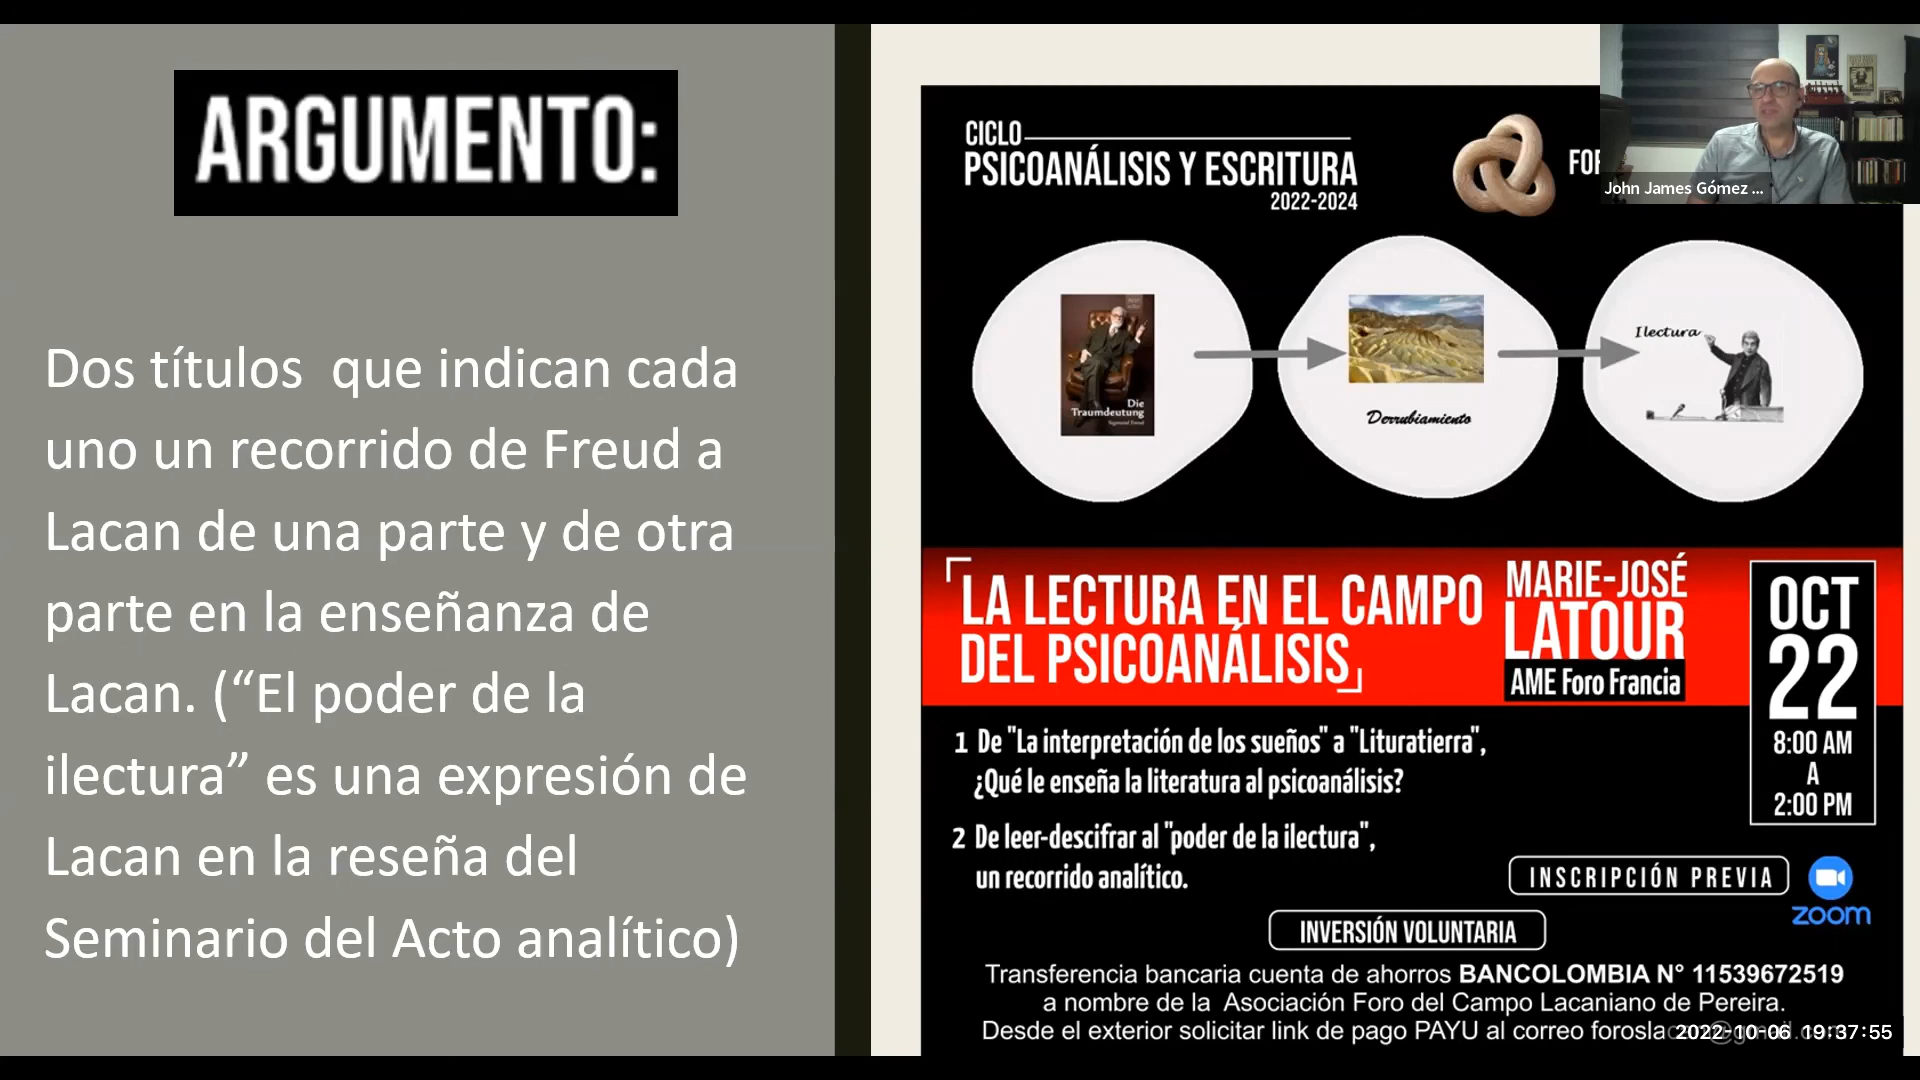 ARGUMENTO:
Dos títulos que indican cada
uno un recorrido de Freud a
Lacan de una parte y de otra
parte en la enseñanza de
Lacan. (“El poder de la
ilectura” es una expresión de
Lacan en la reseña del
Seminario del Acto analítico)
CICLO
PSICOANÁLISIS Y ESCRITURA
2022-2024
John James Gómez ...
Die
Traumdeutung
Sigmund Freud
Derrubiamiento
Ilectura
LA LECTURA EN EL CAMPO
DEL PSICOANÁLISIS
MARIE-JOSÉ
LATOUR
AME Foro Francia
OCT
22
8:00 AM
A
2:00 PM
1 De "La interpretación de los sueños" a "Lituratierra",
¿Qué le enseña la literatura al psicoanálisis?
2 De leer-descifrar al "poder de la ilectura",
un recorrido analítico.
INSCRIPCIÓN PREVIA
zoom
INVERSIÓN VOLUNTARIA
Transferencia bancaria cuenta de ahorros BANCOLOMBIA N° 11539672519
a nombre de la Asociación Foro del Campo Lacaniano de Pereira.
Desde el exterior solicitar link de pago PAYU al correo
2022-10-06 19:37:55